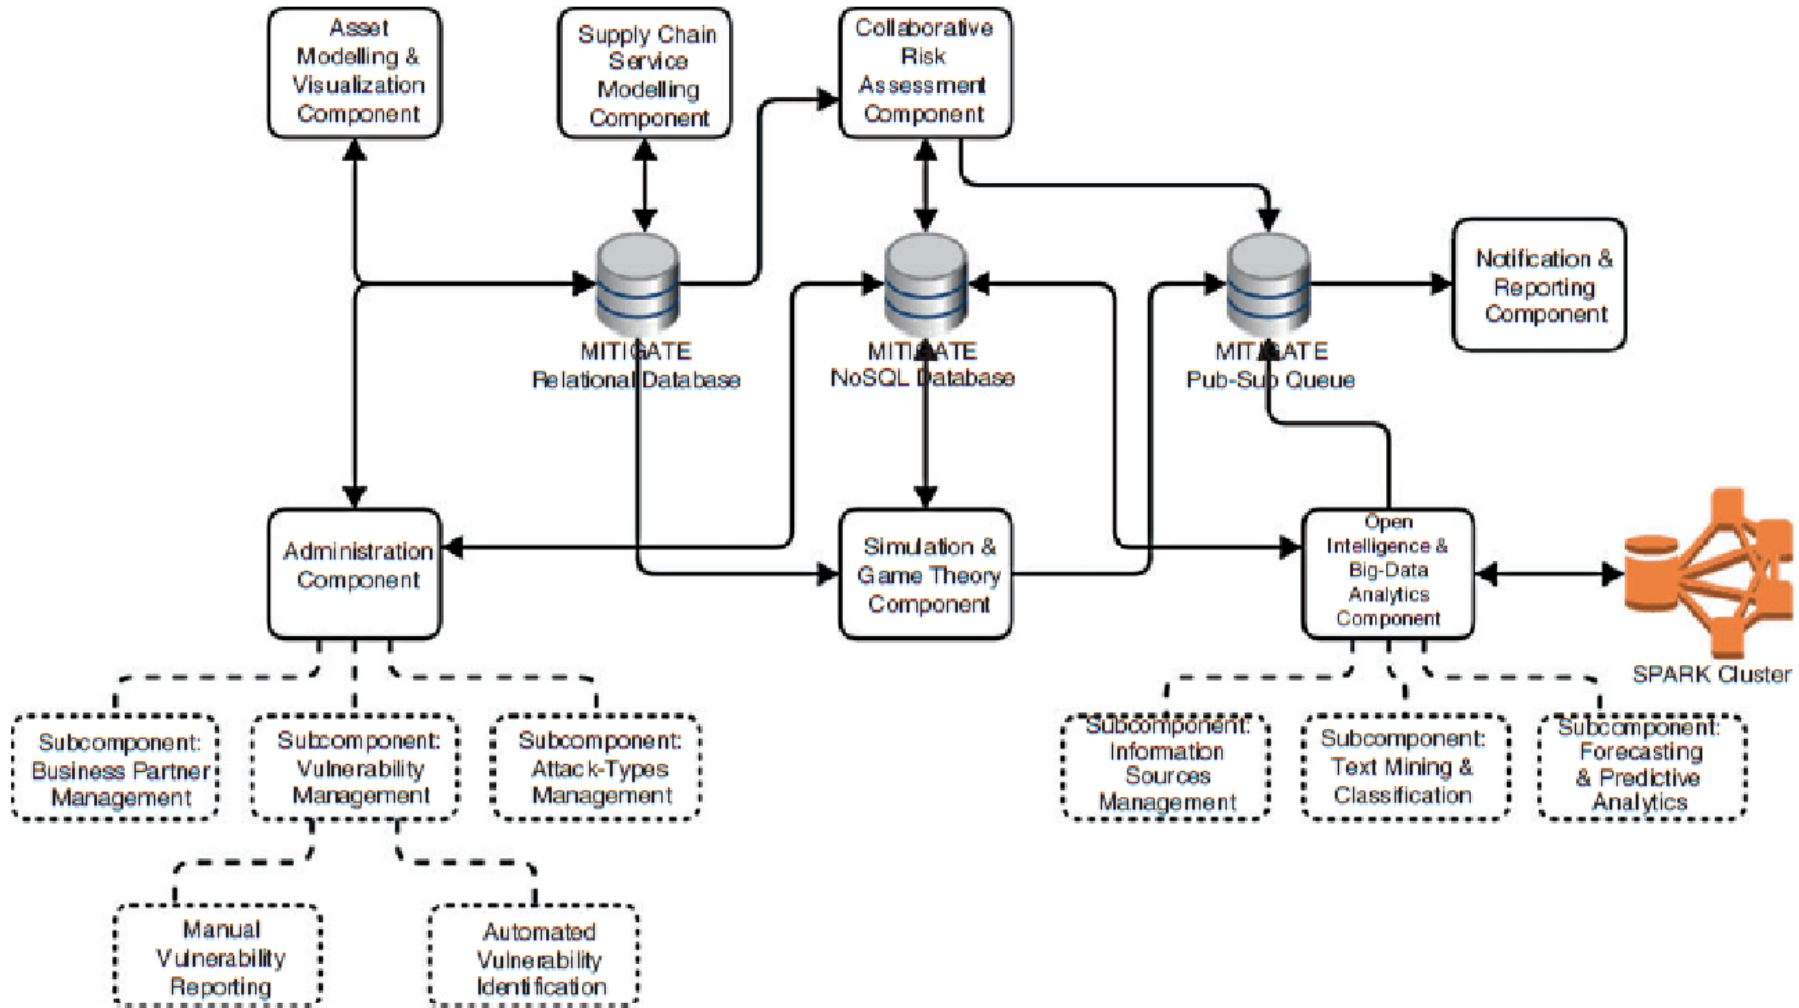 Asset
Modelling &
Visualization
Component
Supply Chain
Service
Modelling
Component
Collaborative
Risk
Assessment
Component
Notification &
Reporting
Component
MITIGATE
Relational Database
MITIGATE
NoSQL Database
MITIGATE
Pub-Sub Queue
Administration
Component
Simulation &
Game Theory
Component
Open
Intelligence &
Big-Data
Analytics
Component
SPARK Cluster
Subcomponent:
Business Partner
Management
Subcomponent:
Vulnerability
Management
Subcomponent:
Attack-Types
Management
Subcomponent:
Information
Sources
Management
Subcomponent:
Text Mining &
Classification
Subcomponent:
Forecasting
& Predictive
Analytics
Manual
Vulnerability
Reporting
Automated
Vulnerability
Identification